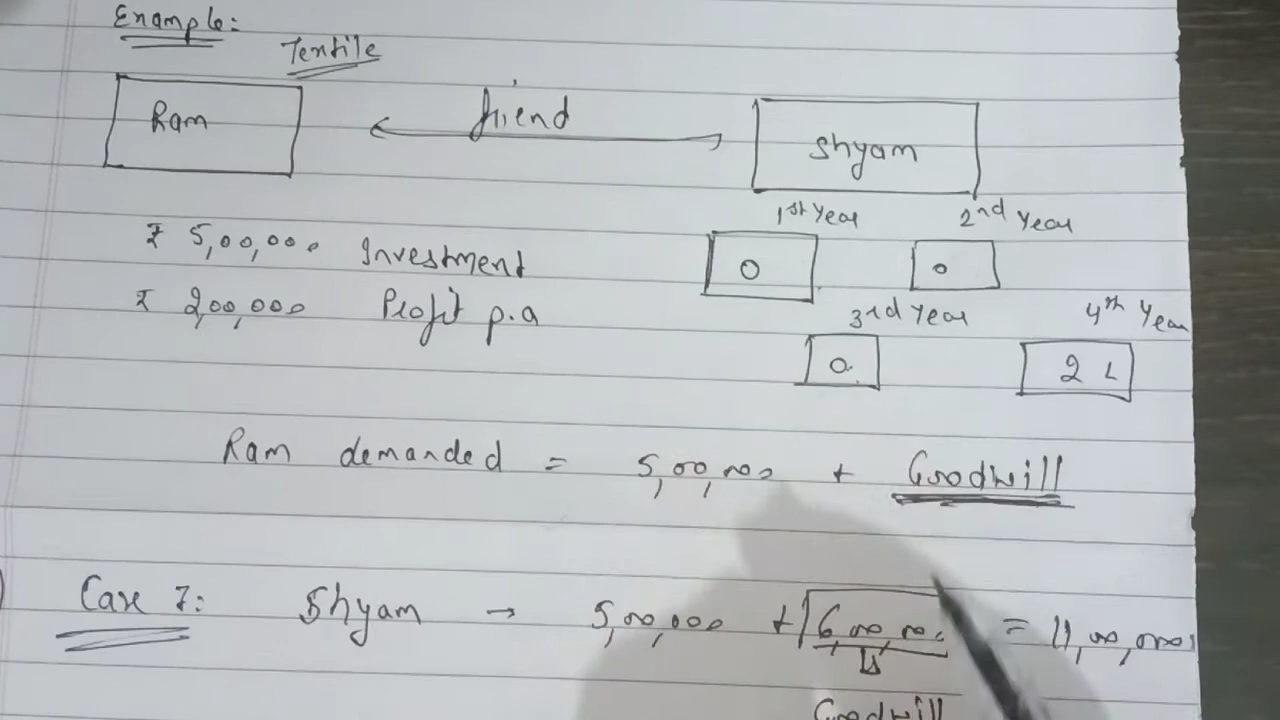 Example:
Textile
Ram
friend
Shyam
1st Year
2nd Year
₹ 5,00,000 Investment
0
0
₹ 2,00,000 Profit p.a
3rd Year
4th Year
0
2 L
Ram demanded = 5,00,000 + Goodwill
Case I: Shyam → 5,00,000 + 6,00,000 = 11,00,000
Goodwill